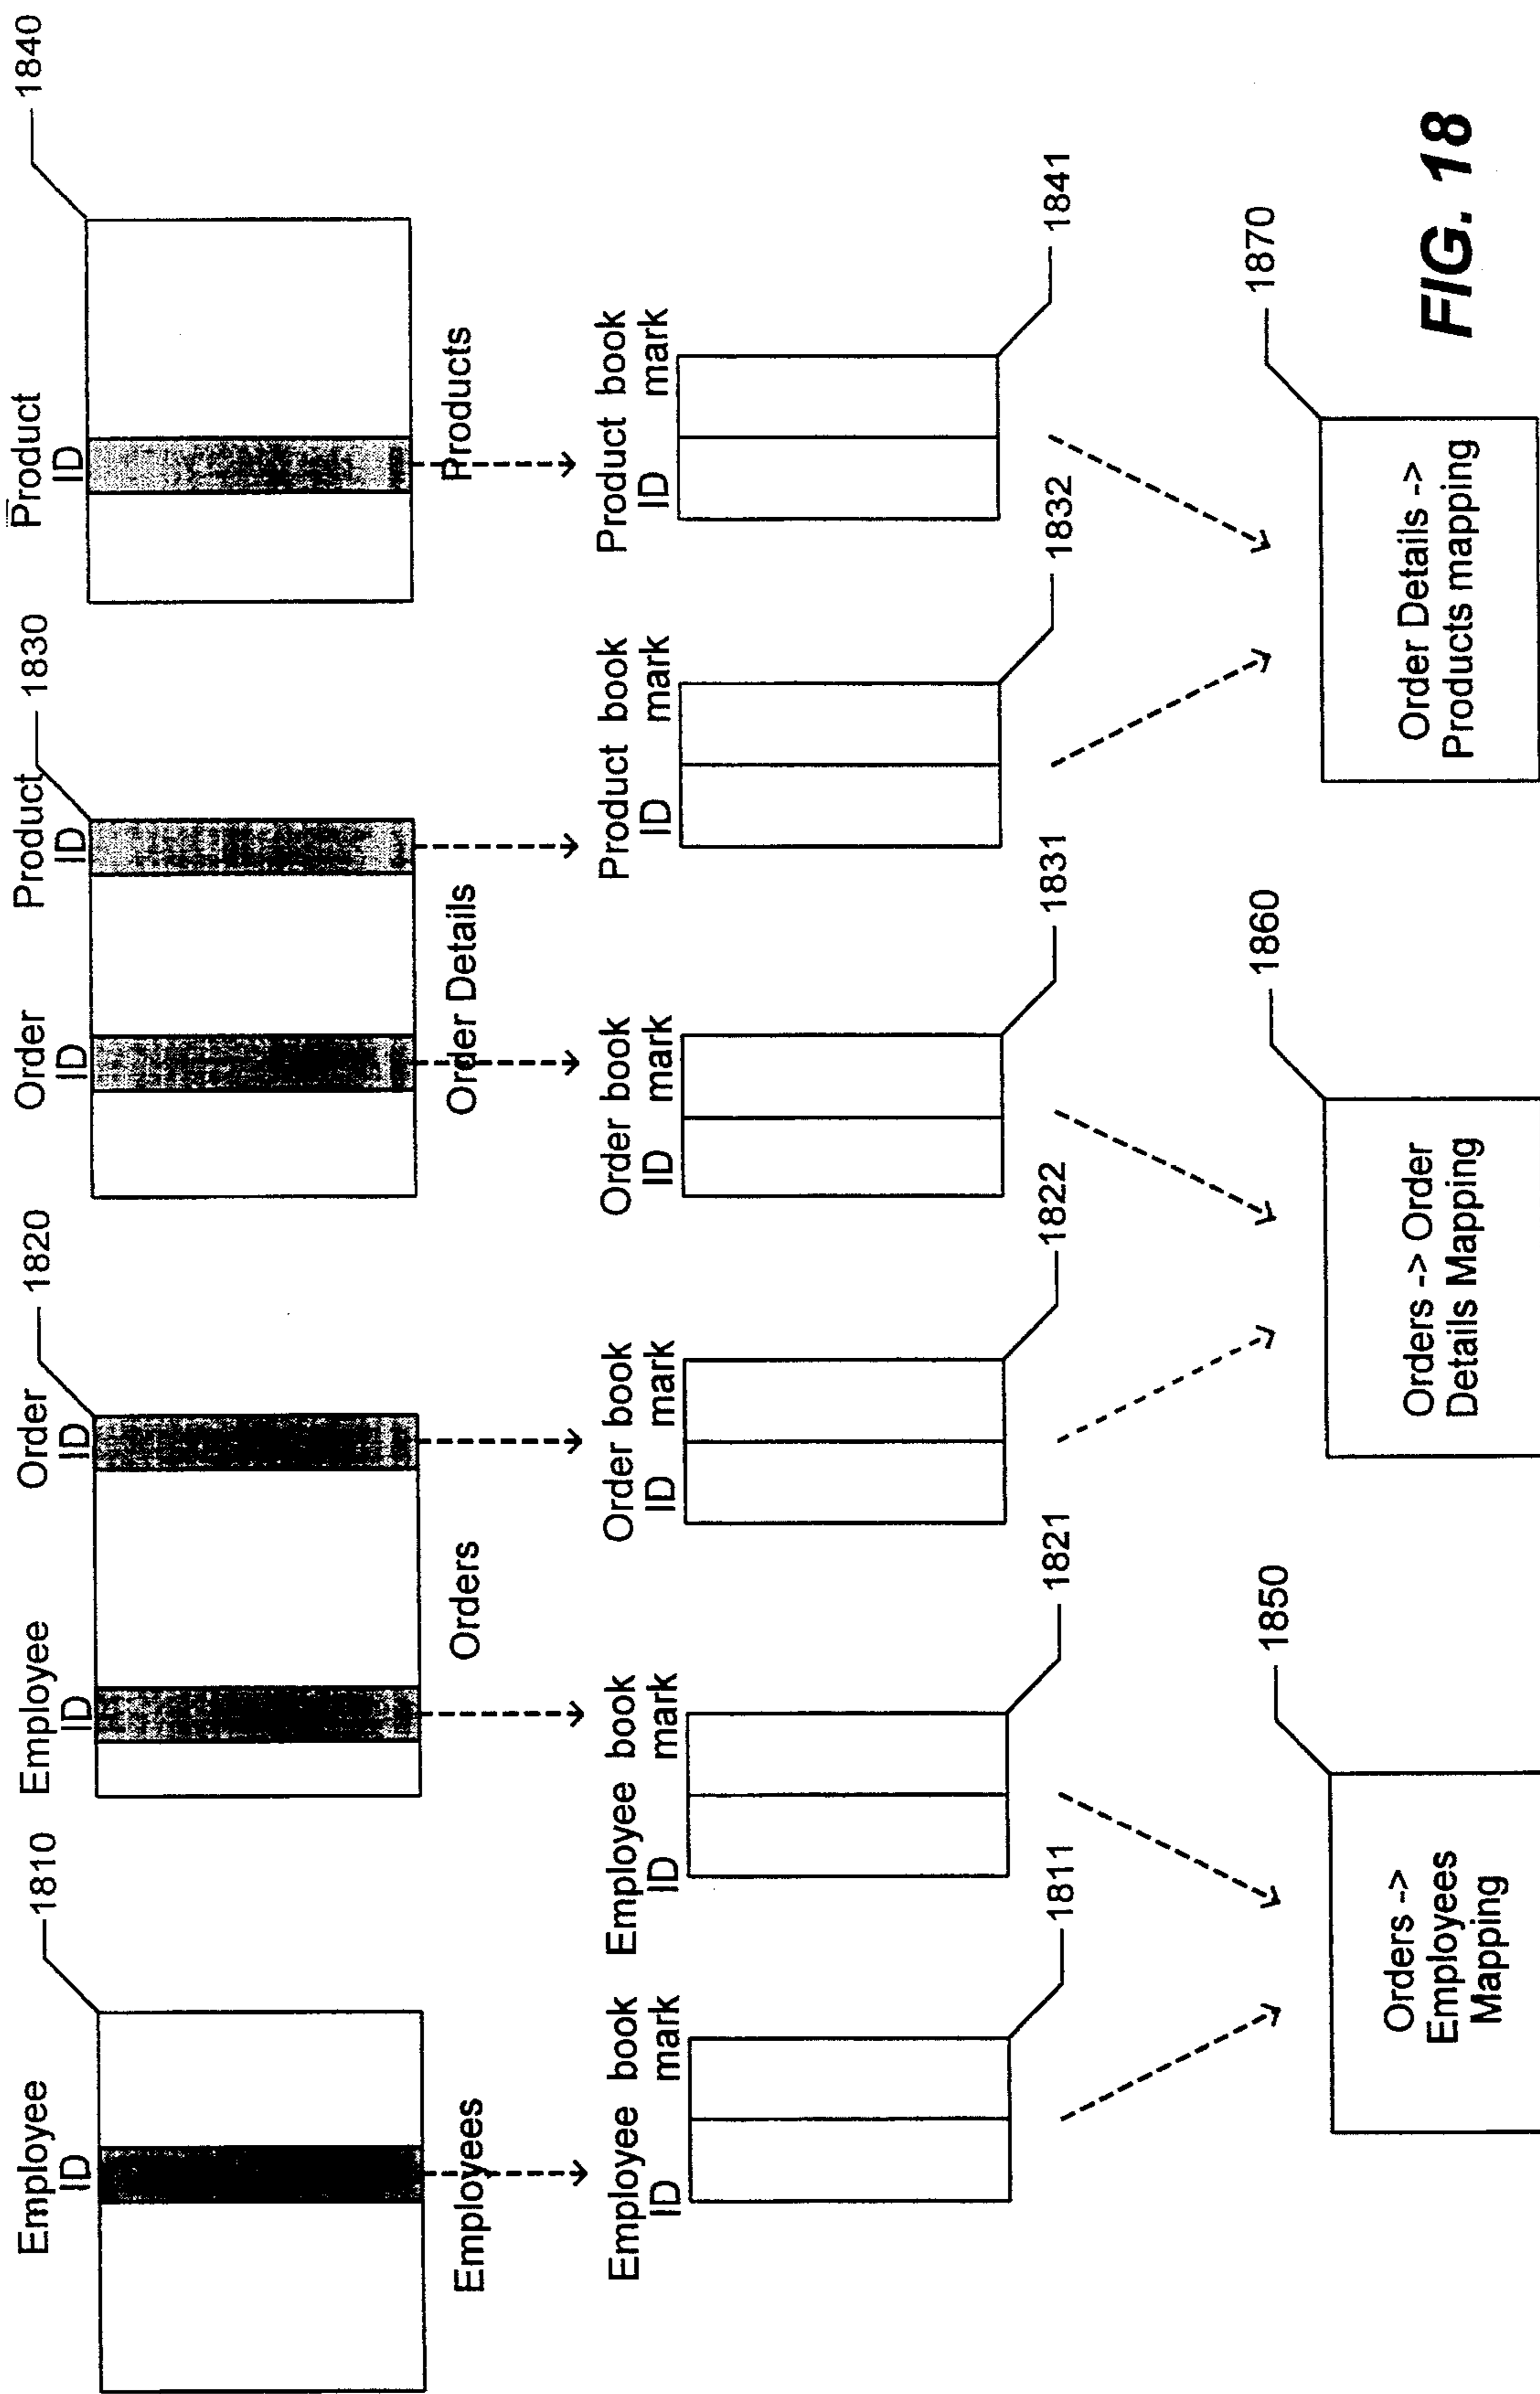 Employee
ID
1810
Employees
Employee
ID
Order
ID
1820
Orders
Order
ID
Product
ID
1830
Order Details
Product
ID
1840
Products
Employee book
ID mark
1811
Employee book
ID mark
1821
Order book
ID mark
1822
Order book
ID mark
1831
Product book
ID mark
1832
Product book
ID mark
1841
Orders ->
Employees
Mapping
1850
Orders -> Order
Details Mapping
1860
Order Details ->
Products mapping
1870
FIG. 18